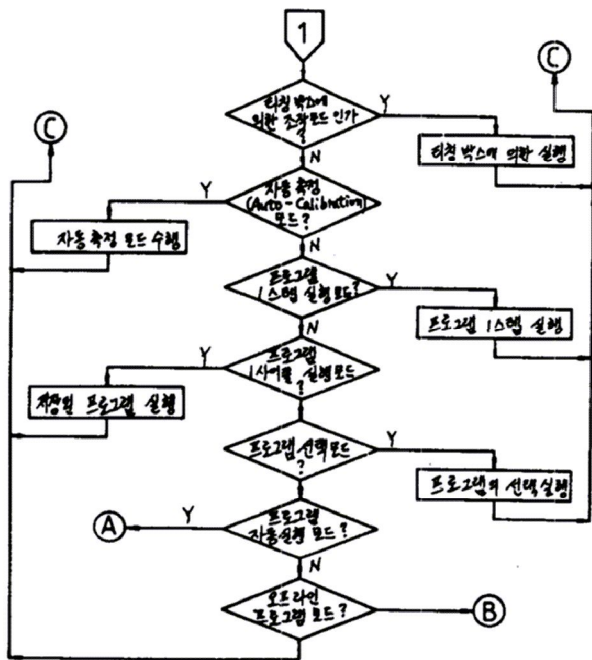 1
C
C
티칭 박스에
의한 조작모드 인가
?
Y
N
티칭 박스에 의한 실행
자동 측정
(Auto-Calibration)
모드?
Y
N
자동 측정 모드 수행
프로그램
1스텝 실행 모드?
Y
N
프로그램 1스텝 실행
프로그램
1사이클 실행모드
?
Y
저장된 프로그램 실행
프로그램 선택모드
?
Y
프로그램의 선택실행
프로그램
자동실행 모드?
Y
A
N
오프라인
프로그램 모드?
B